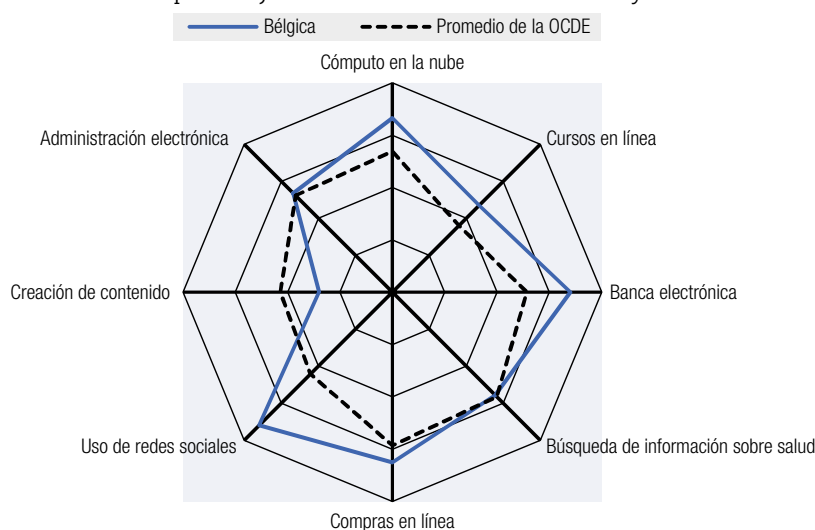 Bélgica
Promedio de la OCDE
Cómputo en la nube
Administración electrónica
Cursos en línea
Creación de contenido
Banca electrónica
Uso de redes sociales
Búsqueda de información sobre salud
Compras en línea